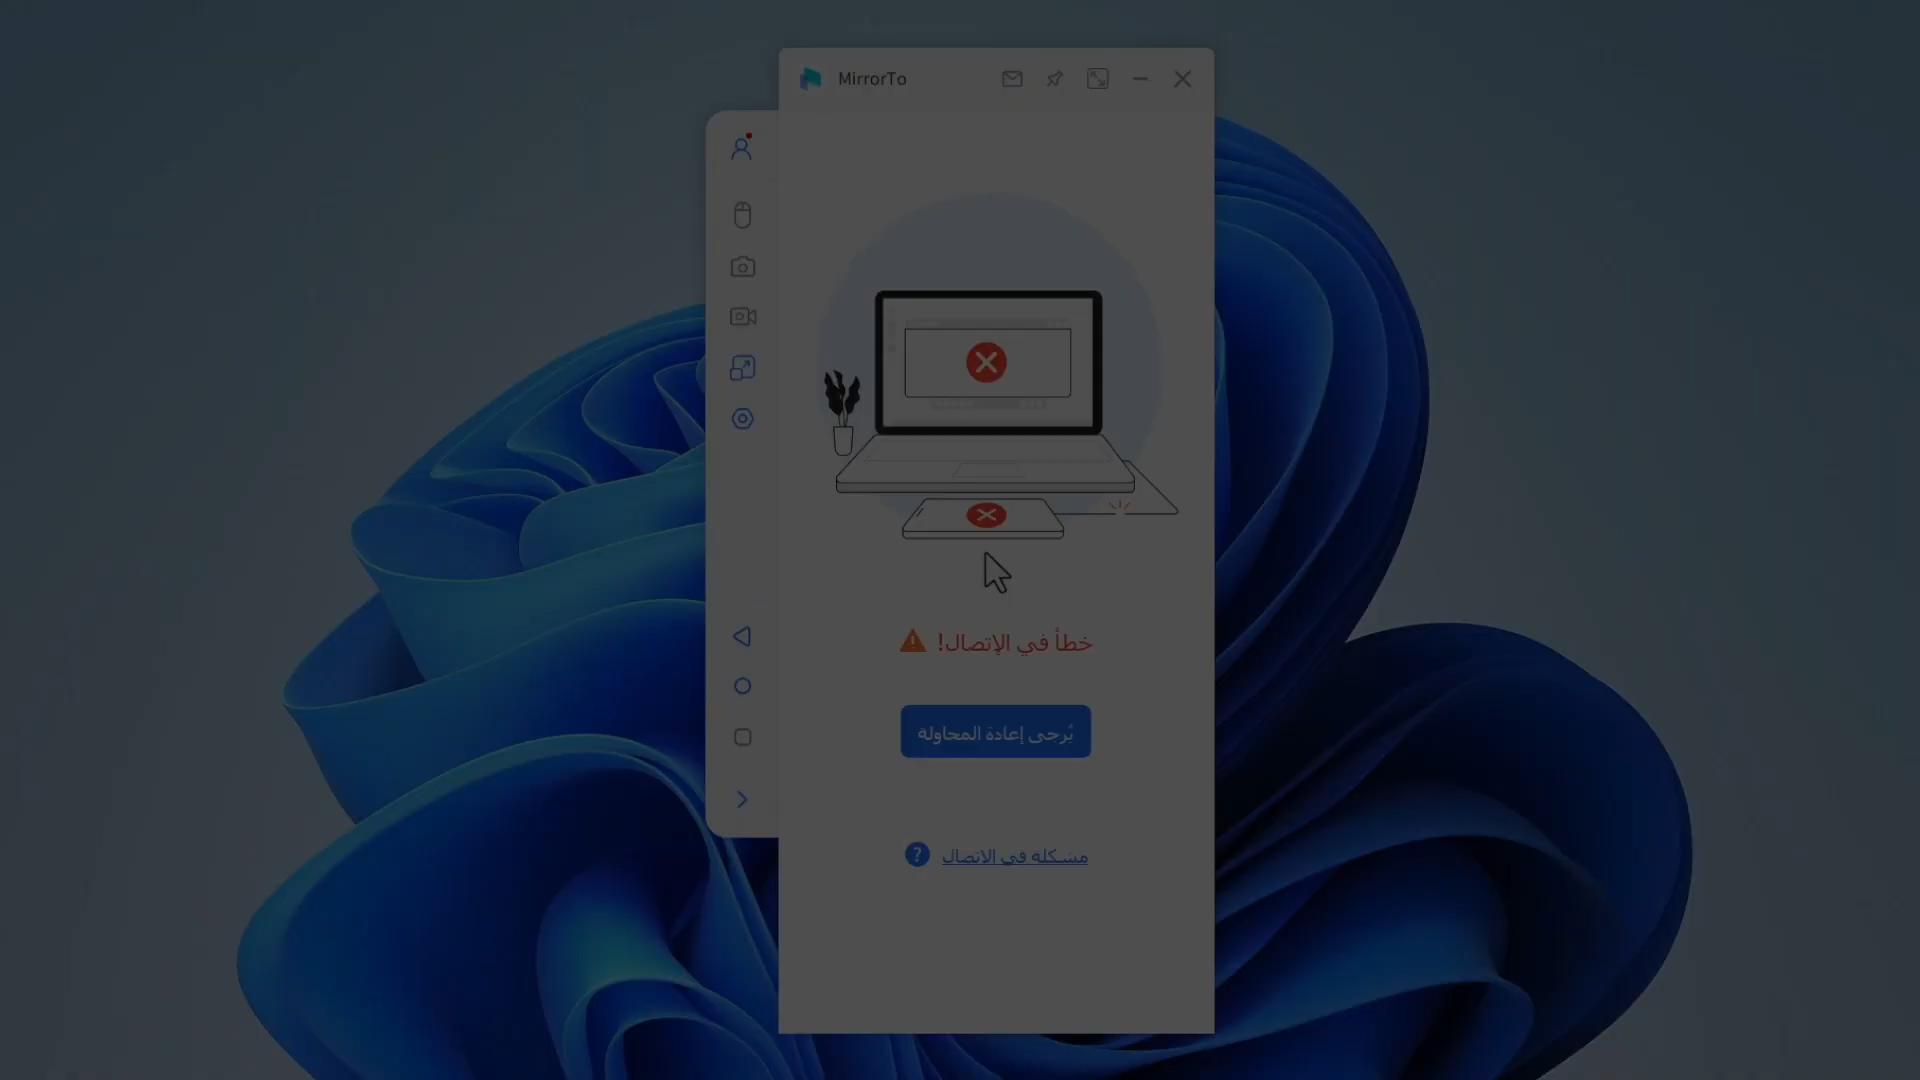 MirrorTo
خطأ في الإتصال!
يُرجى إعادة المحاولة
مشكلة في الاتصال